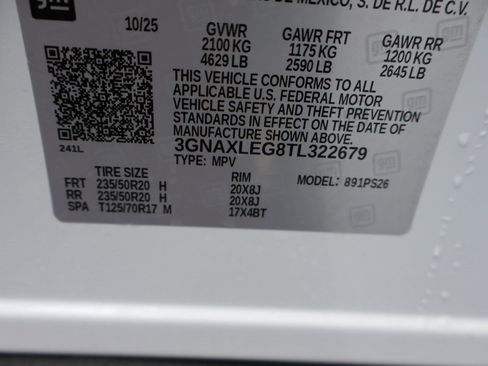 gm
DE MEXICO, S. DE R.L. DE C.V.
10/25 GVWR GAWR FRT GAWR RR
2100 KG 1175 KG 1200 KG
4629 LB 2590 LB 2645 LB
THIS VEHICLE CONFORMS TO ALL
APPLICABLE U.S. FEDERAL MOTOR
VEHICLE SAFETY AND THEFT PREVENTION
STANDARDS IN EFFECT ON THE DATE OF
MANUFACTURE SHOWN ABOVE.
3GNAXLEG8TL322679
TYPE: MPV
241L
TIRE SIZE RIM MODEL: 891PS26
FRT 235/50R20 H 20X8J
RR 235/50R20 H 20X8J
SPA T125/70R17 M 17X4BT